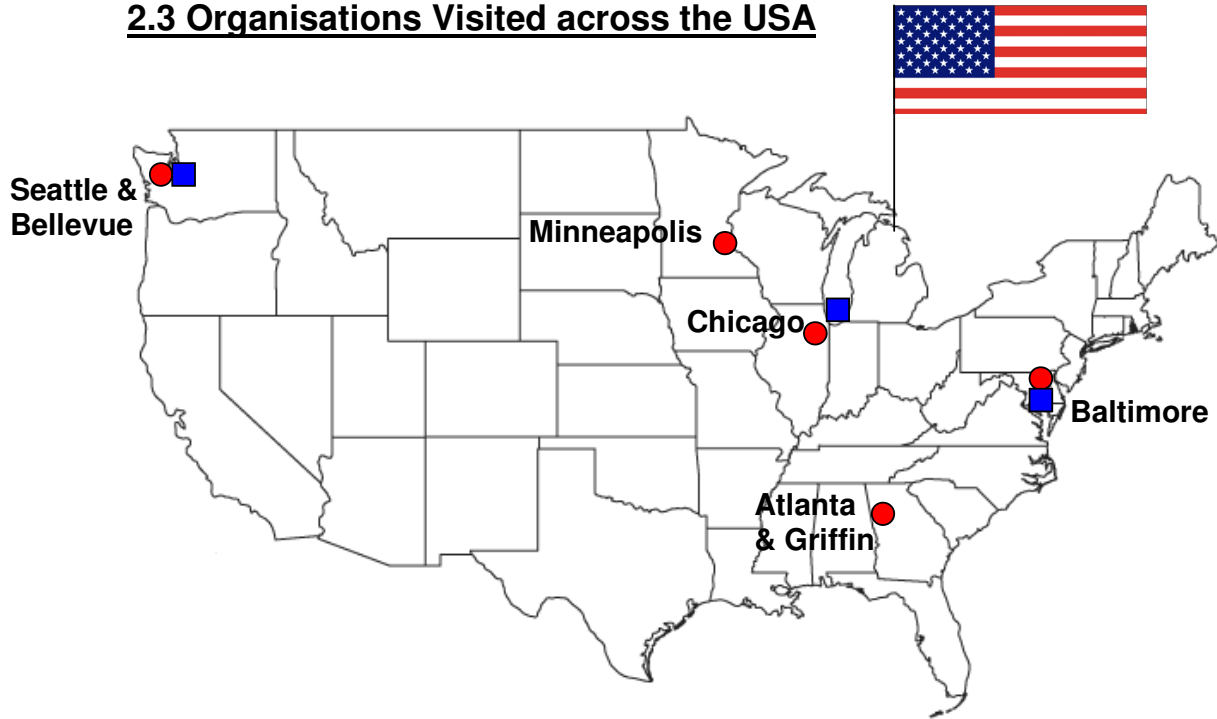 2.3 Organisations Visited across the USA
Seattle &
Bellevue
Minneapolis
Chicago
Baltimore
Atlanta
& Griffin